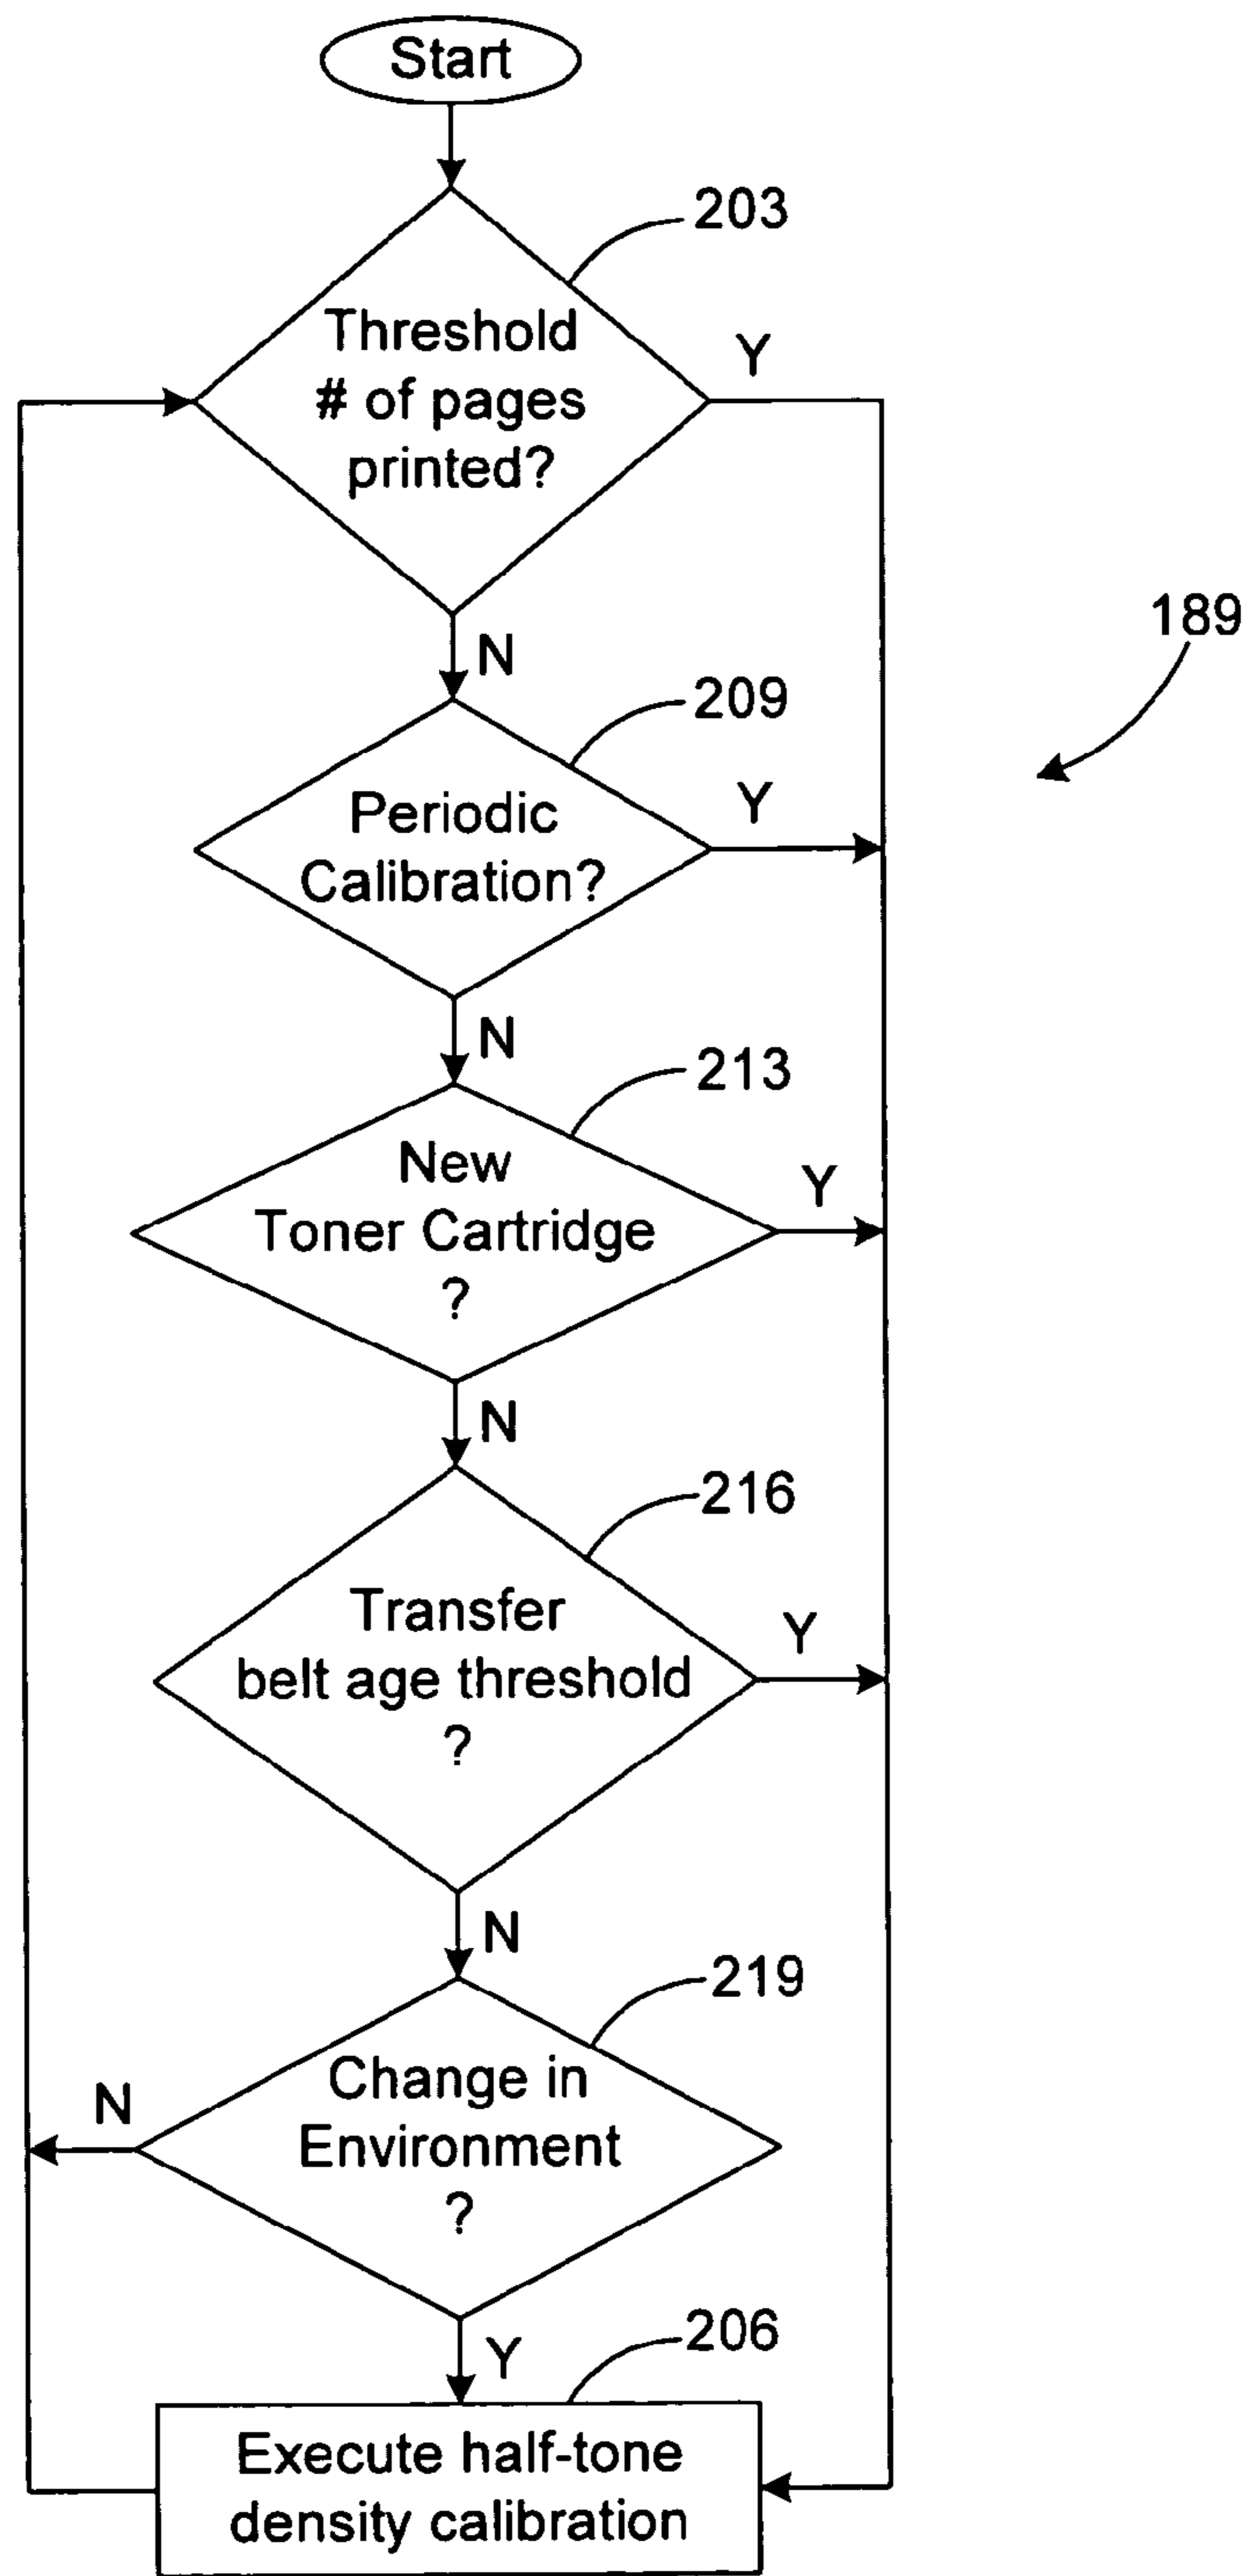 Start
203
Threshold
# of pages
printed?
Y
N
189
209
Periodic
Calibration?
Y
N
213
New
Toner Cartridge
?
Y
N
216
Transfer
belt age threshold
?
Y
N
219
Change in
Environment
?
N
Y
206
Execute half-tone
density calibration